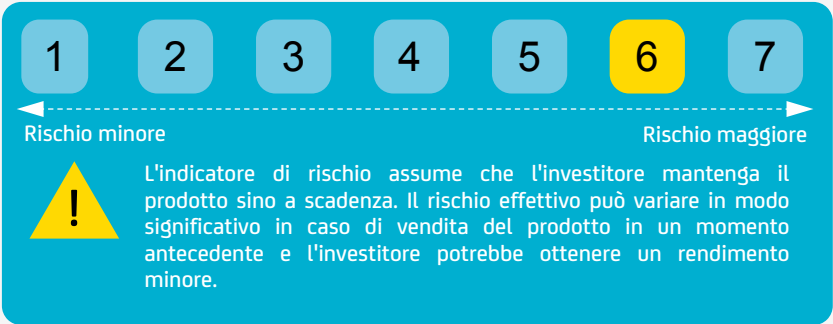 1 2 3 4 5 6 7
Rischio minore Rischio maggiore
!
L'indicatore di rischio assume che l'investitore mantenga il
prodotto sino a scadenza. Il rischio effettivo può variare in modo
significativo in caso di vendita del prodotto in un momento
antecedente e l'investitore potrebbe ottenere un rendimento
minore.